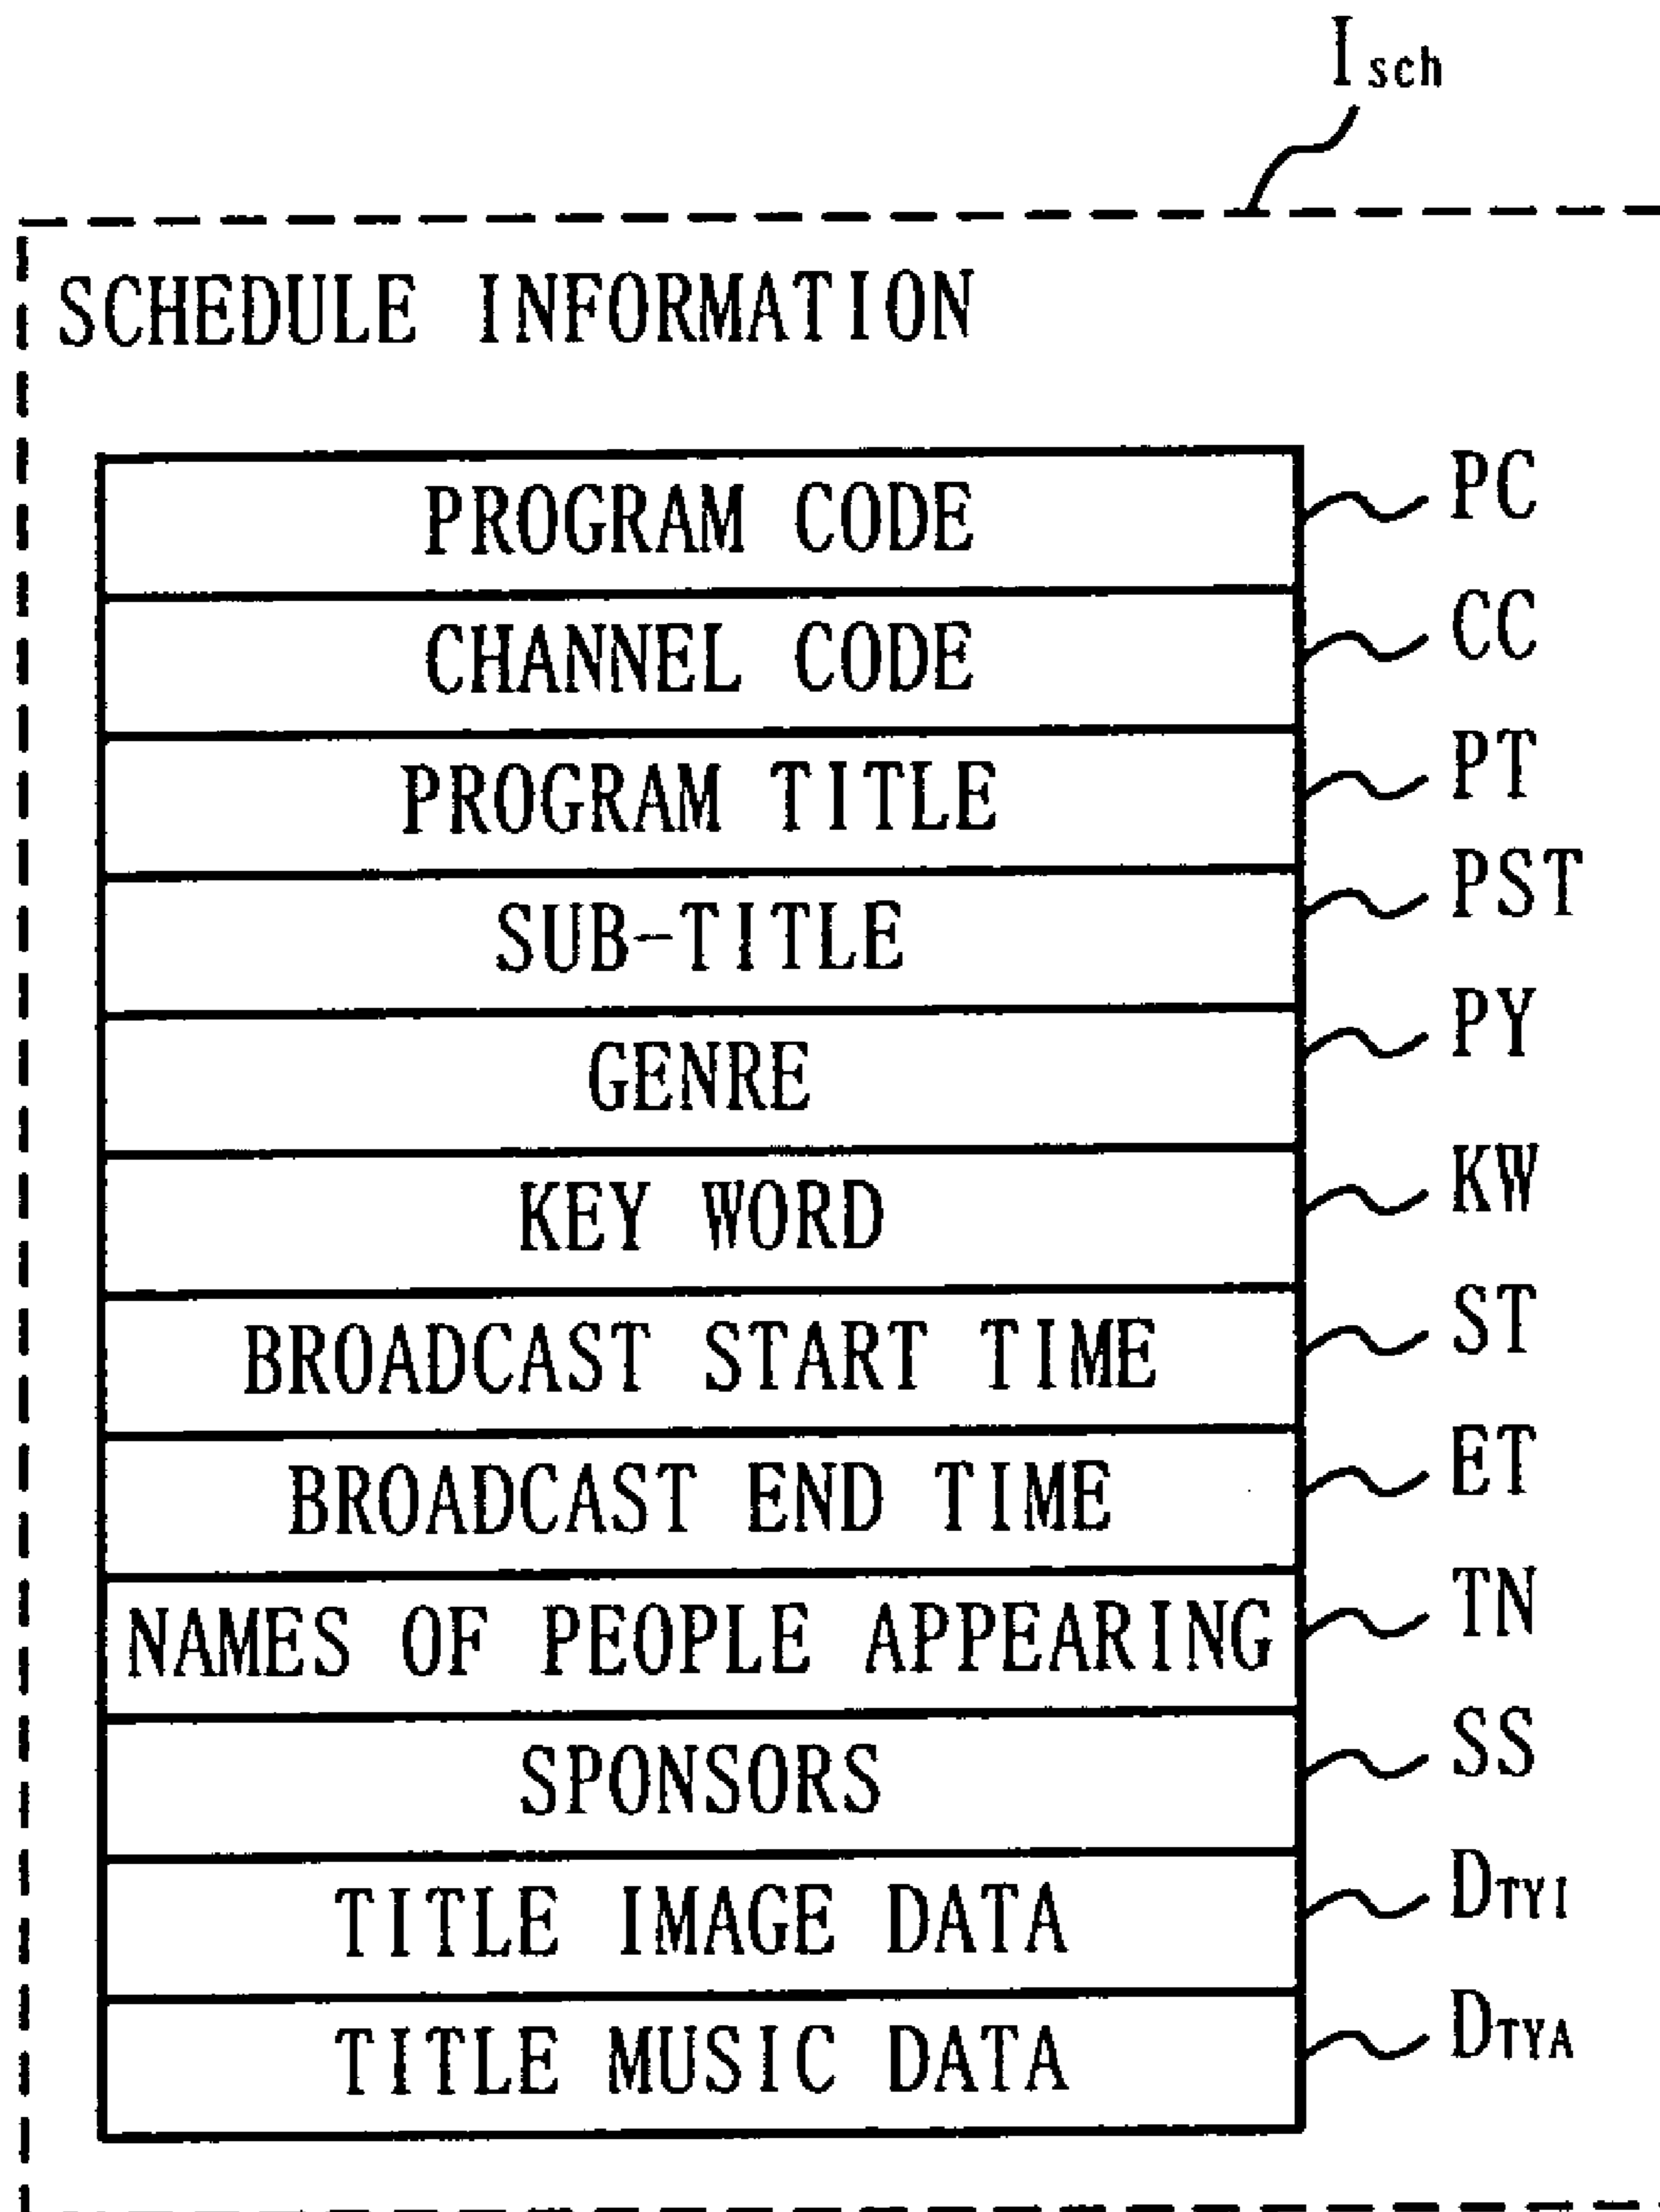 Isch
SCHEDULE INFORMATION
PROGRAM CODE PC
CHANNEL CODE CC
PROGRAM TITLE PT
SUB-TITLE PST
GENRE PY
KEY WORD KW
BROADCAST START TIME ST
BROADCAST END TIME ET
NAMES OF PEOPLE APPEARING TN
SPONSORS SS
TITLE IMAGE DATA DTYI
TITLE MUSIC DATA DTYA